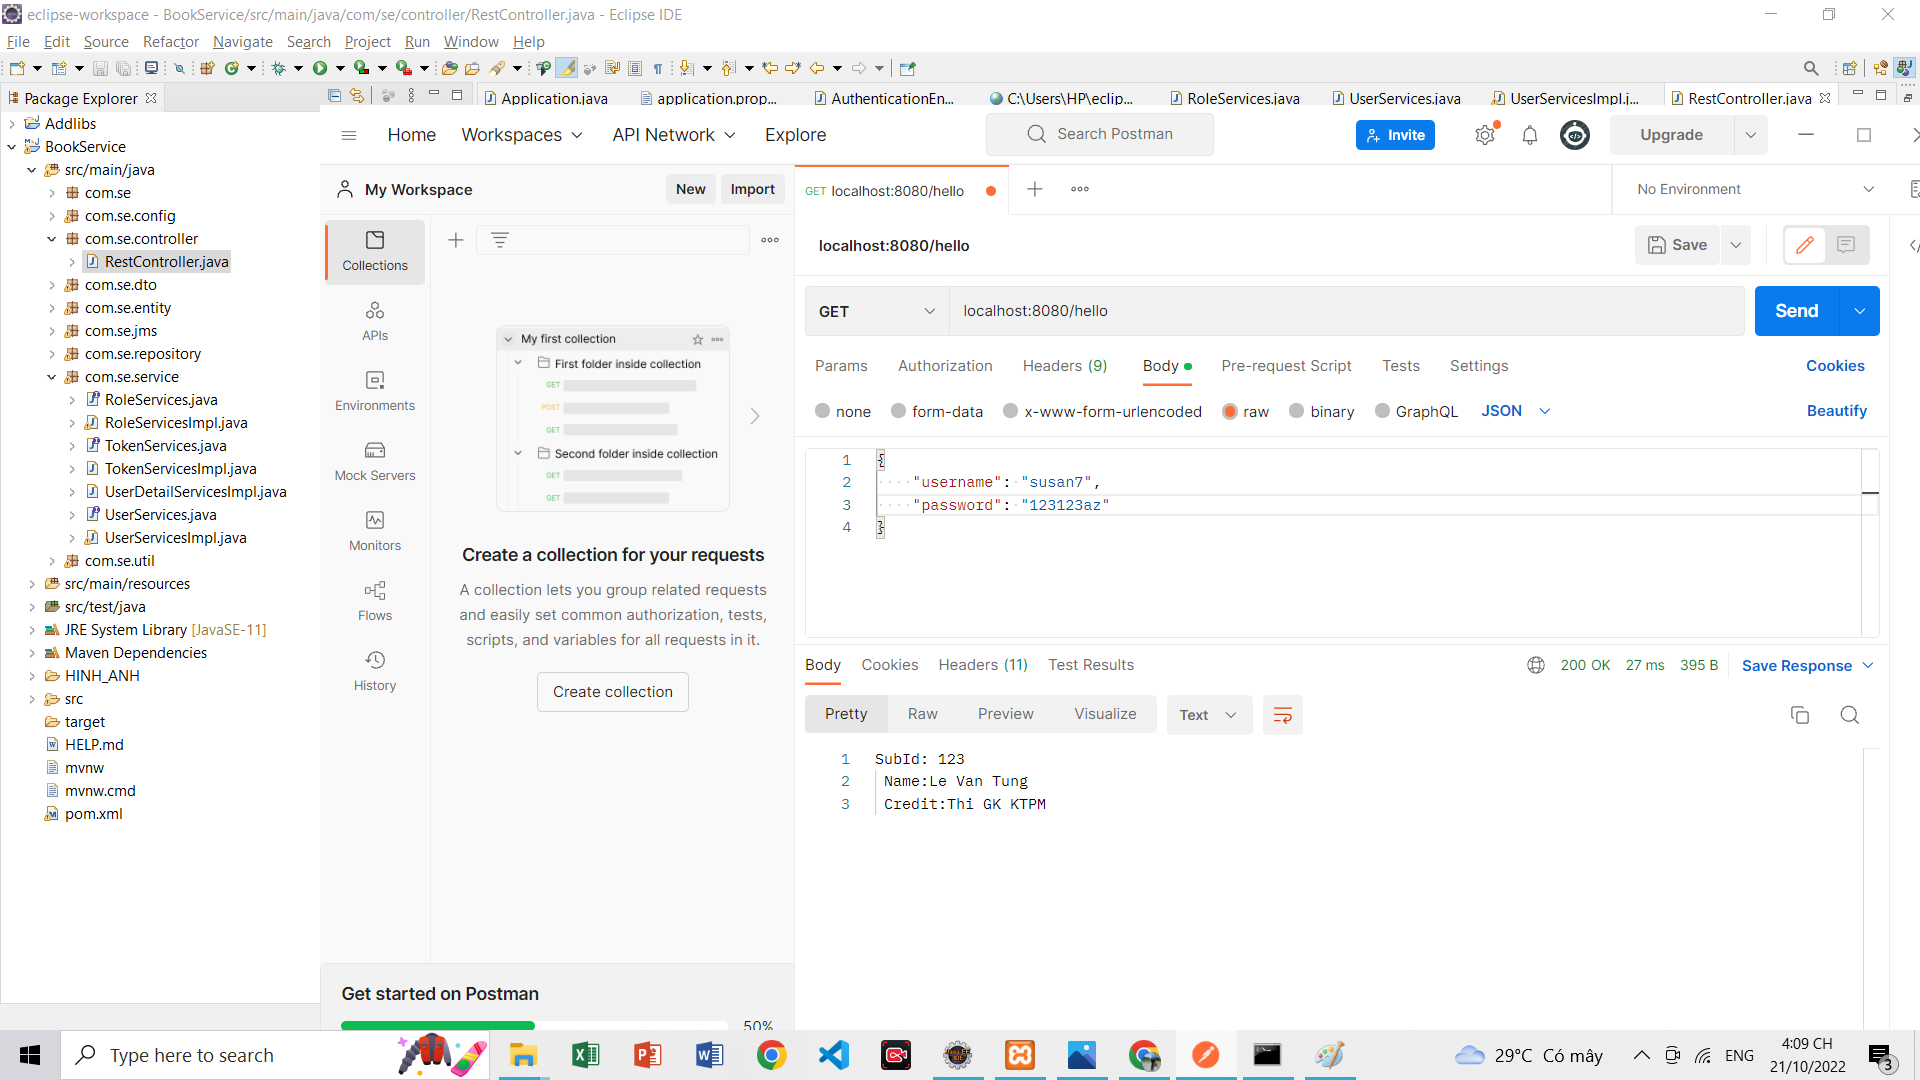 eclipse-workspace - BookService/src/main/java/com/se/controller/RestController.java - Eclipse IDE
File Edit Source Refactor Navigate Search Project Run Window Help
Package Explorer
Application.java application.prop... AuthenticationEn... C:\Users\HP\eclip... RoleServices.java UserServices.java UserServicesImpl.j... RestController.java
Addlibs
BookService
src/main/java
com.se
com.se.config
com.se.controller
RestController.java
com.se.dto
com.se.entity
com.se.jms
com.se.repository
com.se.service
RoleServices.java
RoleServicesImpl.java
TokenServices.java
TokenServicesImpl.java
UserDetailServicesImpl.java
UserServices.java
UserServicesImpl.java
com.se.util
src/main/resources
src/test/java
JRE System Library [JavaSE-11]
Maven Dependencies
HINH_ANH
src
target
HELP.md
mvnw
mvnw.cmd
pom.xml
Home Workspaces API Network Explore
Search Postman
Invite
Upgrade
My Workspace
New Import
GET localhost:8080/hello
No Environment
Collections
APIs
Environments
Mock Servers
Monitors
Flows
History
My first collection
First folder inside collection
GET
POST
GET
Second folder inside collection
GET
GET
Create a collection for your requests
A collection lets you group related requests
and easily set common authorization, tests,
scripts, and variables for all requests in it.
Create collection
Get started on Postman
50%
localhost:8080/hello
Save
GET localhost:8080/hello
Send
Params Authorization Headers (9) Body Pre-request Script Tests Settings Cookies
none form-data x-www-form-urlencoded raw binary GraphQL JSON Beautify
1 {
2 "username": "susan7",
3 "password": "123123az"
4 }
Body Cookies Headers (11) Test Results
200 OK 27 ms 395 B Save Response
Pretty Raw Preview Visualize Text
1 SubId: 123
2 Name:Le Van Tung
3 Credit:Thi GK KTPM
Type here to search
29°C Có mây
ENG
4:09 CH
21/10/2022
3